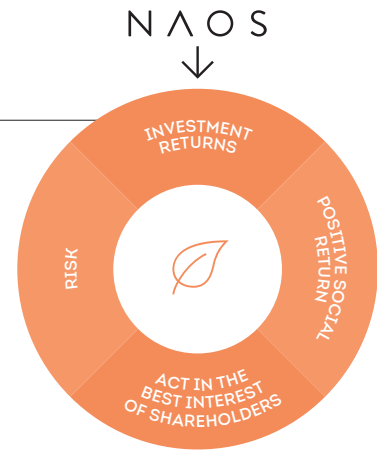 NAOS
INVESTMENT
RETURNS
POSITIVE SOCIAL
RETURN
RISK
ACT IN THE
BEST INTEREST
OF SHAREHOLDERS